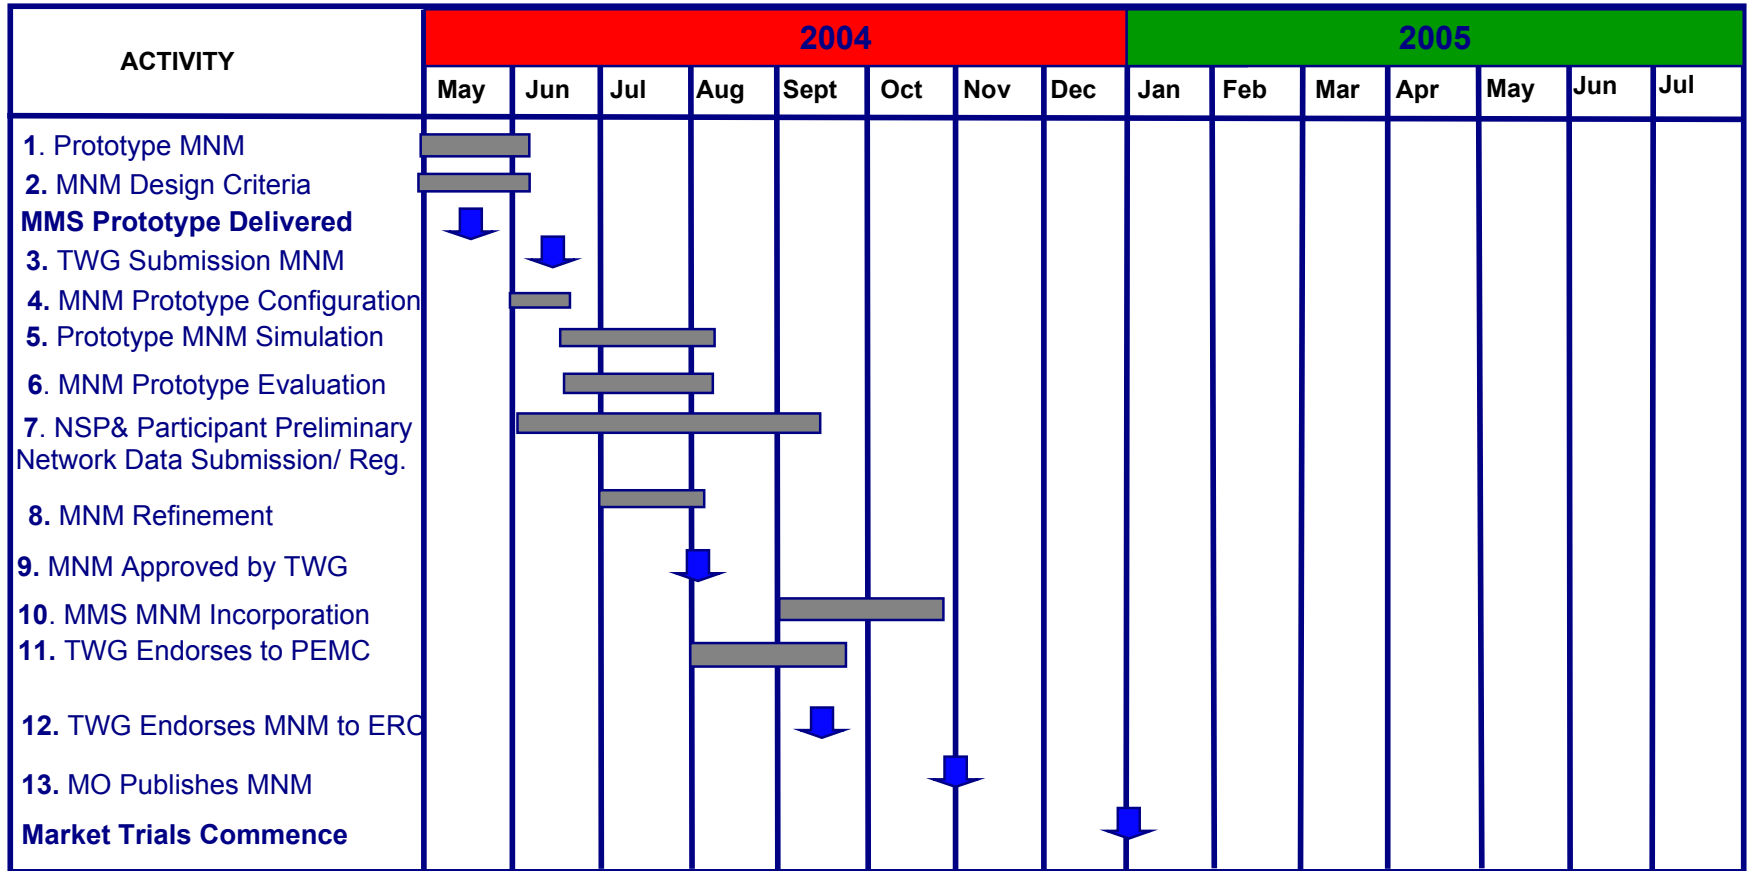 ACTIVITY
2004
2005
May
Jun
Jul
Aug
Sept
Oct
Nov
Dec
Jan
Feb
Mar
Apr
May
Jun
Jul
1. Prototype MNM
2. MNM Design Criteria
MMS Prototype Delivered
3. TWG Submission MNM
4. MNM Prototype Configuration
5. Prototype MNM Simulation
6. MNM Prototype Evaluation
7. NSP& Participant Preliminary
Network Data Submission/ Reg.
8. MNM Refinement
9. MNM Approved by TWG
10. MMS MNM Incorporation
11. TWG Endorses to PEMC
12. TWG Endorses MNM to ERC
13. MO Publishes MNM
Market Trials Commence